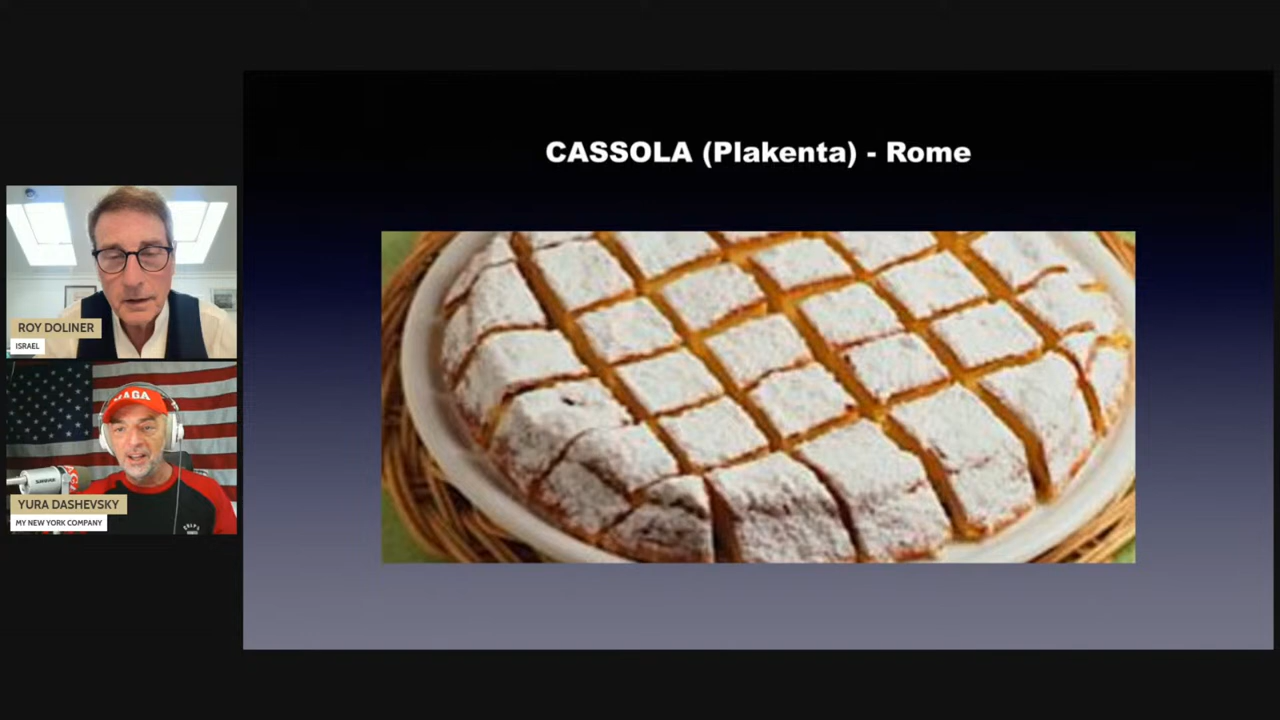 CASSOLA (Plakenta) - Rome
ROY DOLINER
ISRAEL
MAGA
YURA DASHEVSKY
MY NEW YORK COMPANY